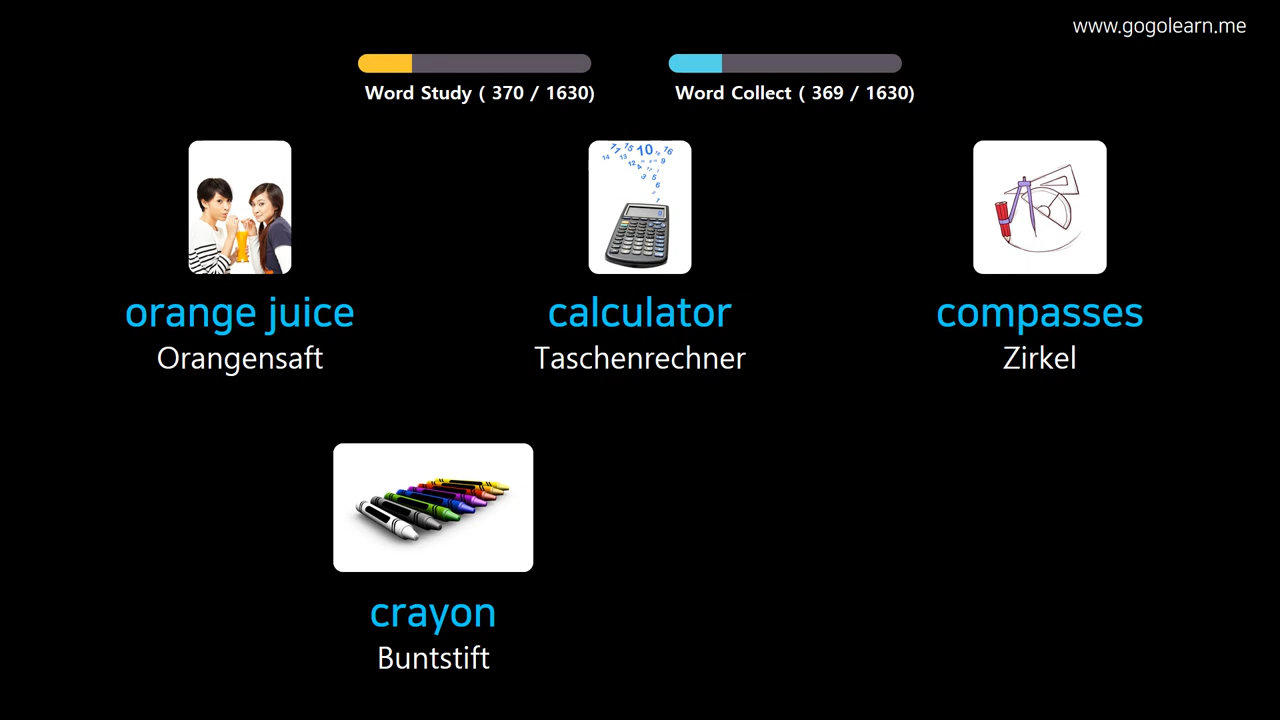 www.gogolearn.me
Word Study ( 370 / 1630)
Word Collect ( 369 / 1630)
orange juice
Orangensaft
calculator
Taschenrechner
compasses
Zirkel
crayon
Buntstift